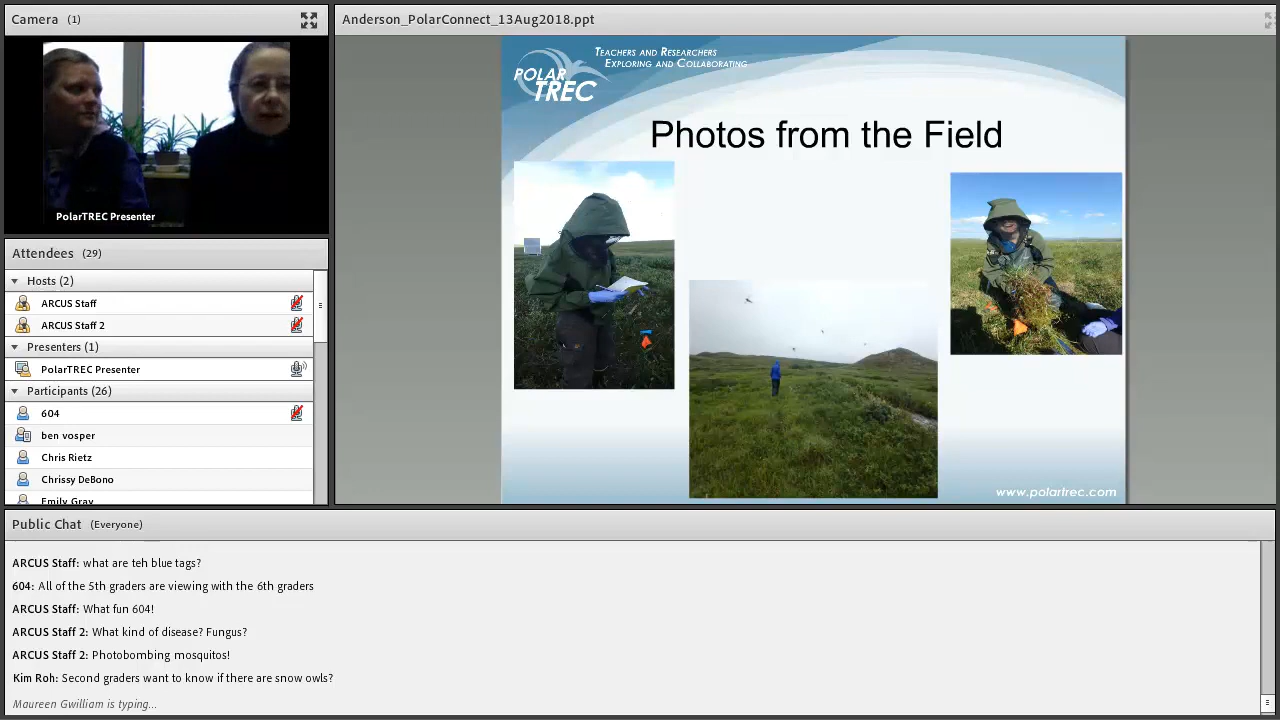 Camera (1)
PolarTREC Presenter
Attendees (29)
Hosts (2)
ARCUS Staff
ARCUS Staff 2
Presenters (1)
PolarTREC Presenter
Participants (26)
604
ben vosper
Chris Rietz
Chrissy DeBono
Emily Gray
Anderson_PolarConnect_13Aug2018.ppt
TEACHERS AND RESEARCHERS
EXPLORING AND COLLABORATING
POLAR
TREC
Photos from the Field
www.polartrec.com
Public Chat (Everyone)
ARCUS Staff: what are teh blue tags?
604: All of the 5th graders are viewing with the 6th graders
ARCUS Staff: What fun 604!
ARCUS Staff 2: What kind of disease? Fungus?
ARCUS Staff 2: Photobombing mosquitos!
Kim Roh: Second graders want to know if there are snow owls?
Maureen Gwilliam is typing...